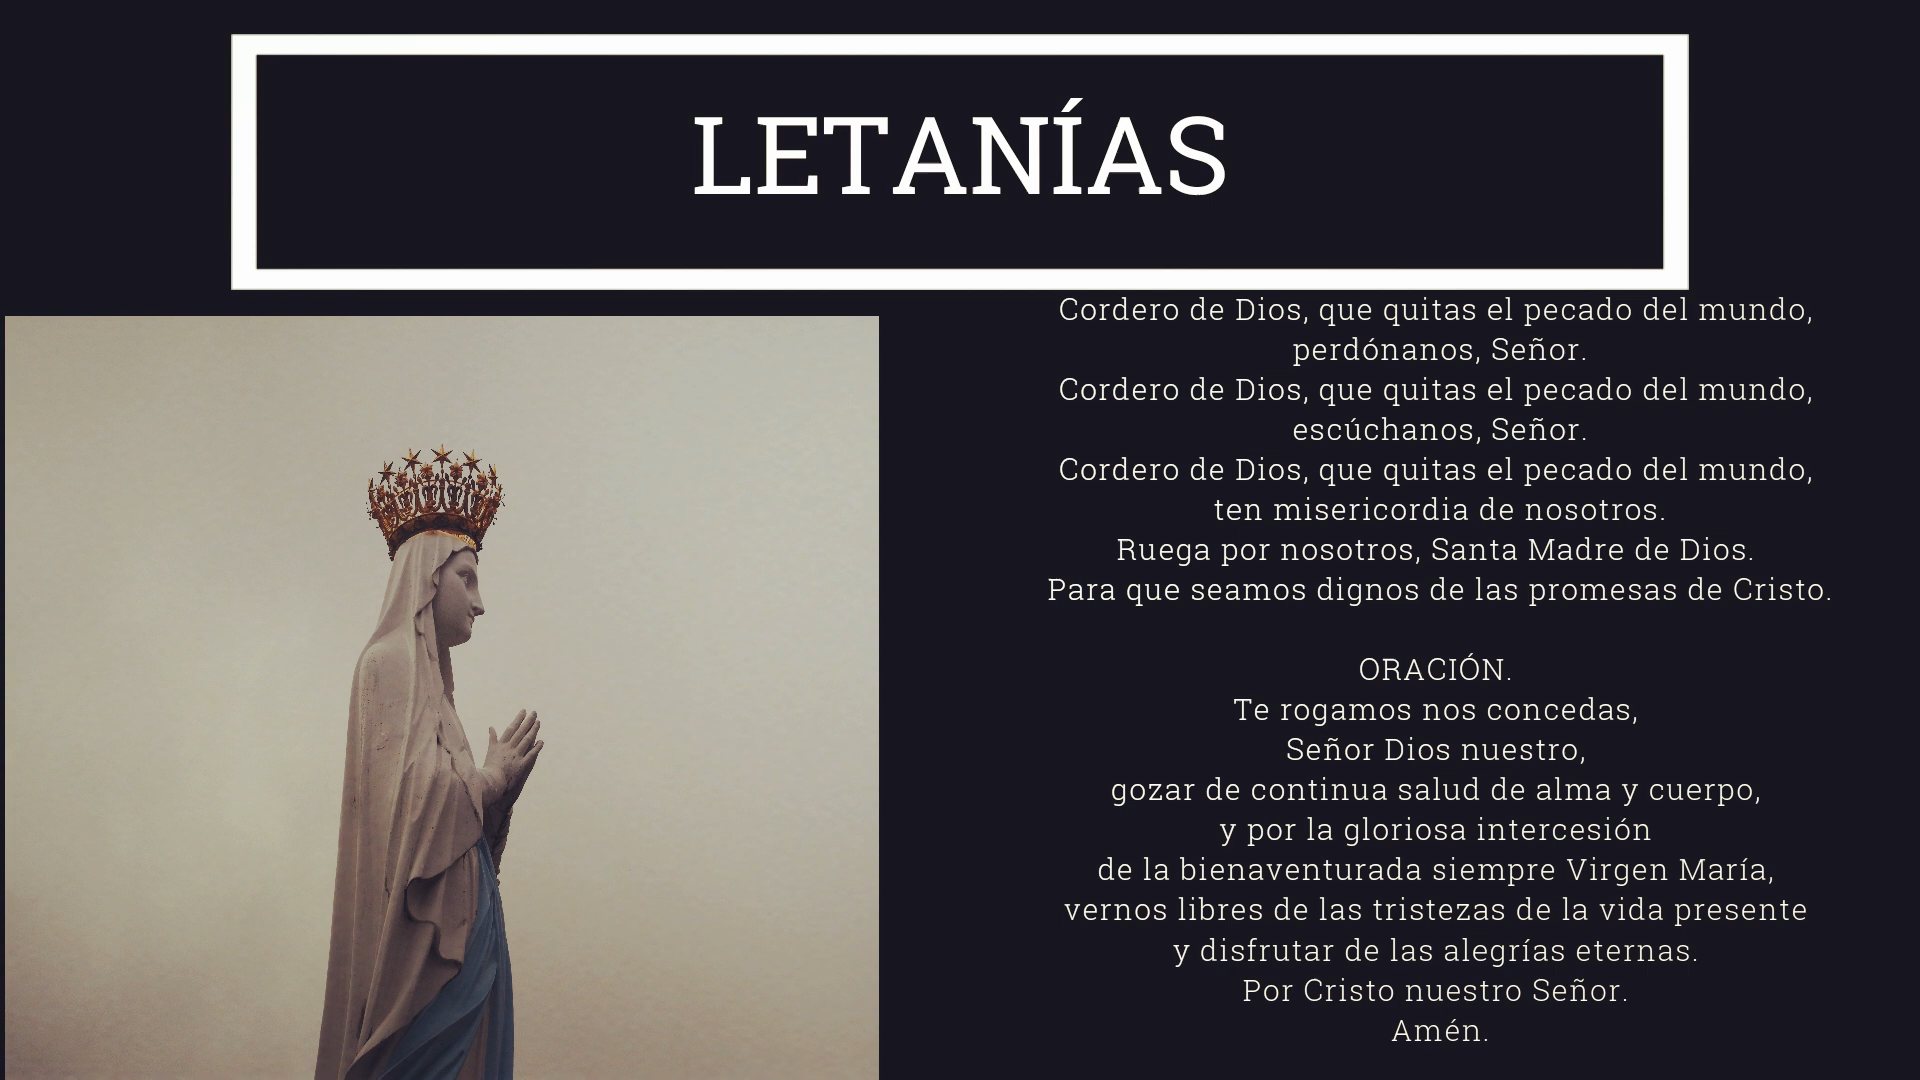 LETANÍAS
Cordero de Dios, que quitas el pecado del mundo,
perdónanos, Señor.
Cordero de Dios, que quitas el pecado del mundo,
escúchanos, Señor.
Cordero de Dios, que quitas el pecado del mundo,
ten misericordia de nosotros.
Ruega por nosotros, Santa Madre de Dios.
Para que seamos dignos de las promesas de Cristo.
ORACIÓN.
Te rogamos nos concedas,
Señor Dios nuestro,
gozar de continua salud de alma y cuerpo,
y por la gloriosa intercesión
de la bienaventurada siempre Virgen María,
vernos libres de las tristezas de la vida presente
y disfrutar de las alegrías eternas.
Por Cristo nuestro Señor.
Amén.